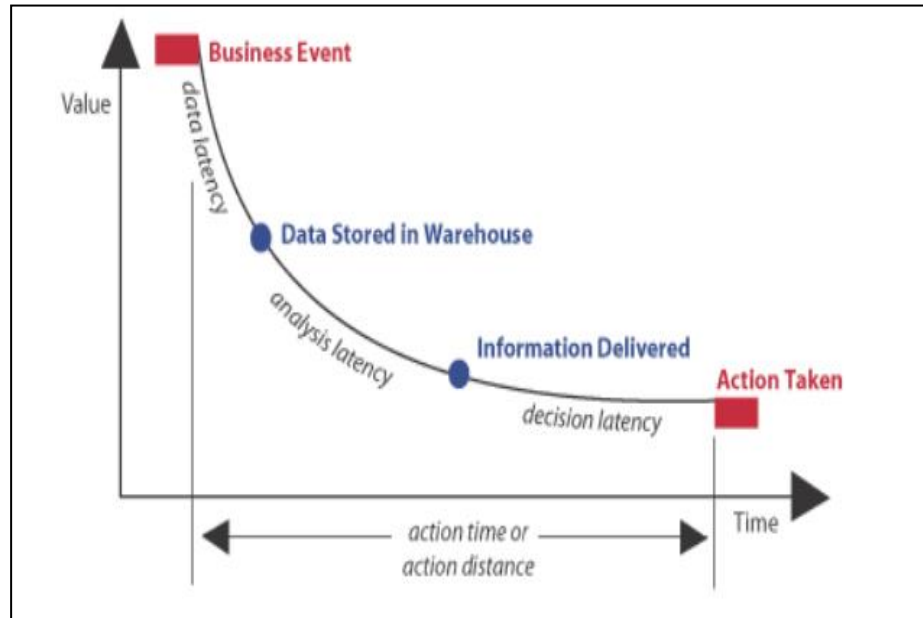 Business Event
Value
data latency
Data Stored in Warehouse
analysis latency
Information Delivered
Action Taken
decision latency
Time
action time or
action distance